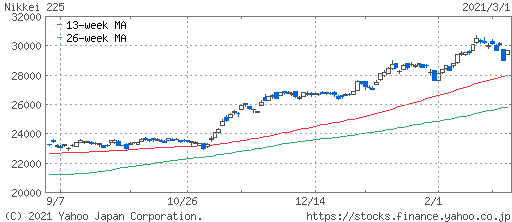 Nikkei 225 2021/3/1
13-week MA
26-week MA
32000
30000
28000
26000
24000
22000
20000
9/7 10/26 12/14 2/1
(C) 2021 Yahoo Japan Corporation. https://stocks.finance.yahoo.co.jp/